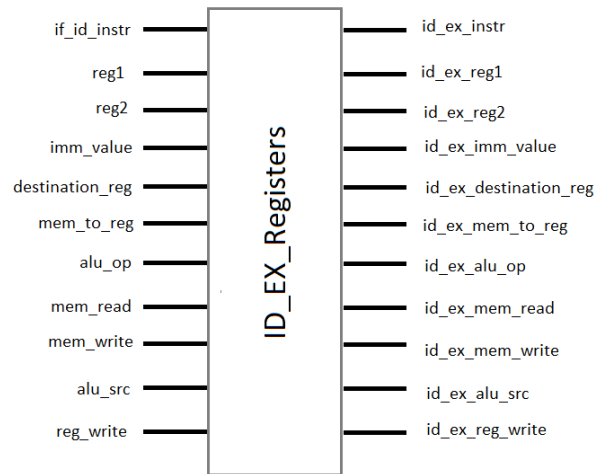 if_id_instr
reg1
reg2
imm_value
destination_reg
mem_to_reg
alu_op
mem_read
mem_write
alu_src
reg_write
ID_EX_Registers
id_ex_instr
id_ex_reg1
id_ex_reg2
id_ex_imm_value
id_ex_destination_reg
id_ex_mem_to_reg
id_ex_alu_op
id_ex_mem_read
id_ex_mem_write
id_ex_alu_src
id_ex_reg_write